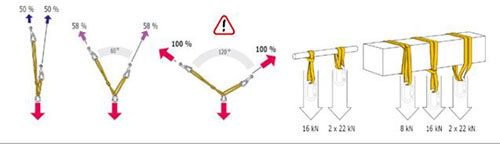 50 % 50 %
58 % 58 %
60°
100 % 120° 100 %
16 kN 2 x 22 kN
8 kN 16 kN 2 x 22 kN